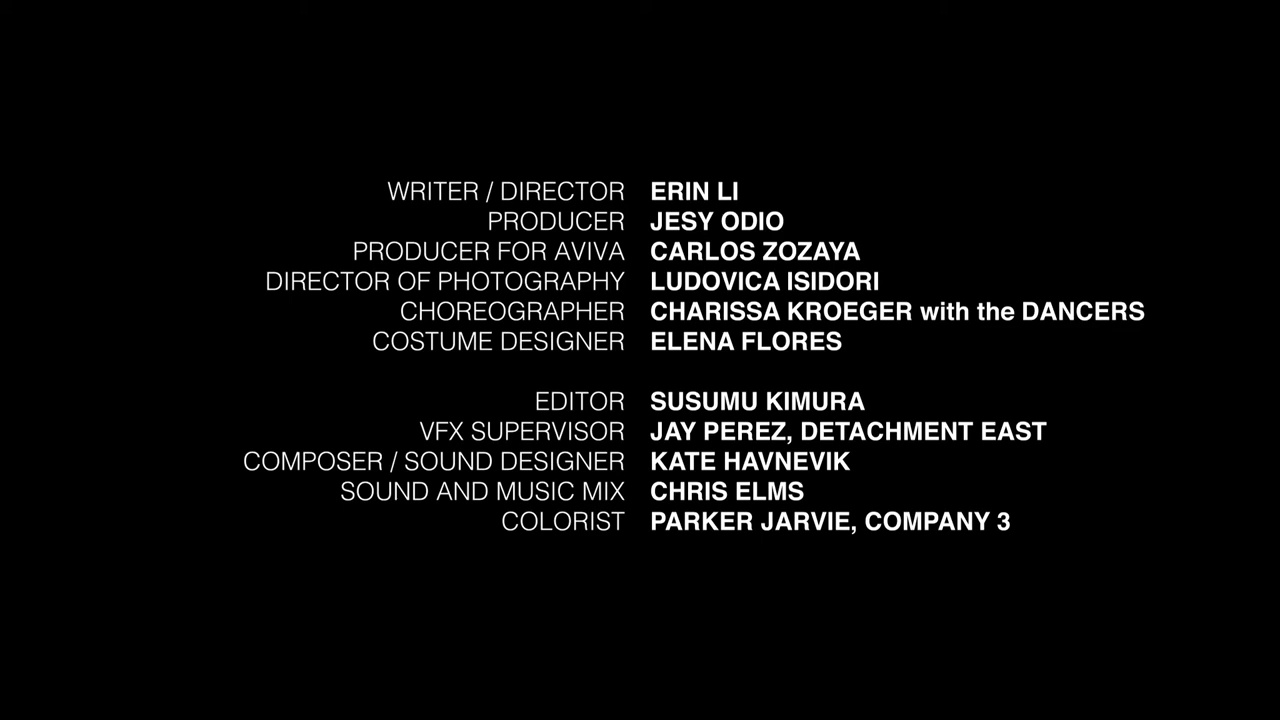 WRITER / DIRECTOR ERIN LI
PRODUCER JESY ODIO
PRODUCER FOR AVIVA CARLOS ZOZAYA
DIRECTOR OF PHOTOGRAPHY LUDOVICA ISIDORI
CHOREOGRAPHER CHARISSA KROEGER with the DANCERS
COSTUME DESIGNER ELENA FLORES
EDITOR SUSUMU KIMURA
VFX SUPERVISOR JAY PEREZ, DETACHMENT EAST
COMPOSER / SOUND DESIGNER KATE HAVNEVIK
SOUND AND MUSIC MIX CHRIS ELMS
COLORIST PARKER JARVIE, COMPANY 3